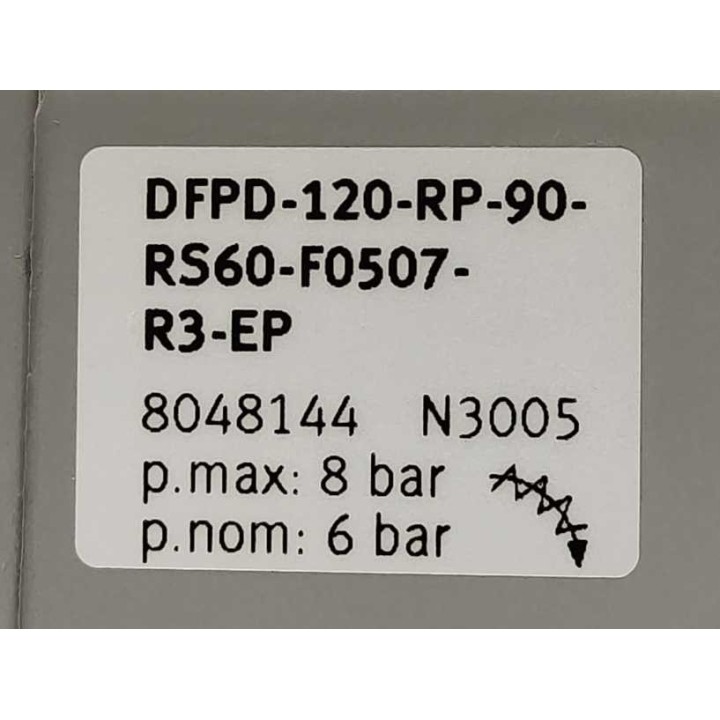 DFPD-120-RP-90-
RS60-F0507-
R3-EP
8048144 N3005
p.max: 8 bar
p.nom: 6 bar